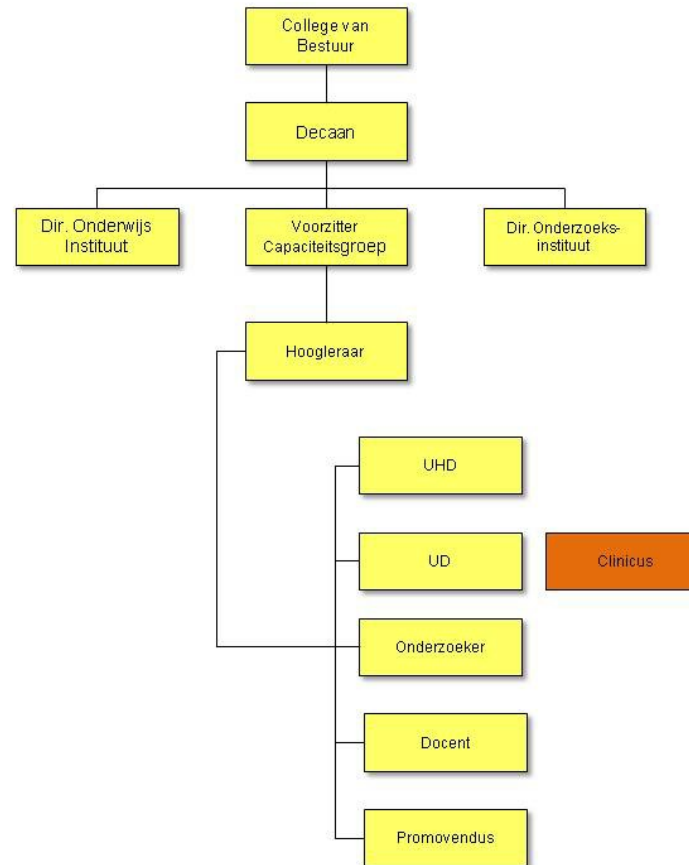 College van
Bestuur
Decaan
Dir. Onderwijs
Instituut
Voorzitter
Capaciteitsgroep
Dir. Onderzoeks-
instituut
Hoogleraar
UHD
UD
Clinicus
Onderzoeker
Docent
Promovendus